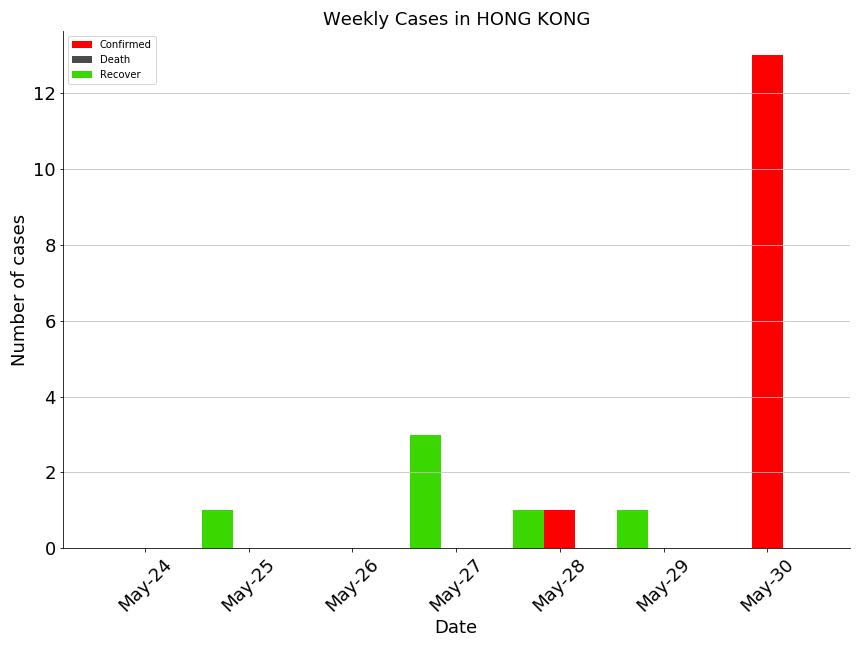 Weekly Cases in HONG KONG
Confirmed
Death
Recover
Number of cases
12
10
8
6
4
2
0
May-24
May-25
May-26
May-27
May-28
May-29
May-30
Date